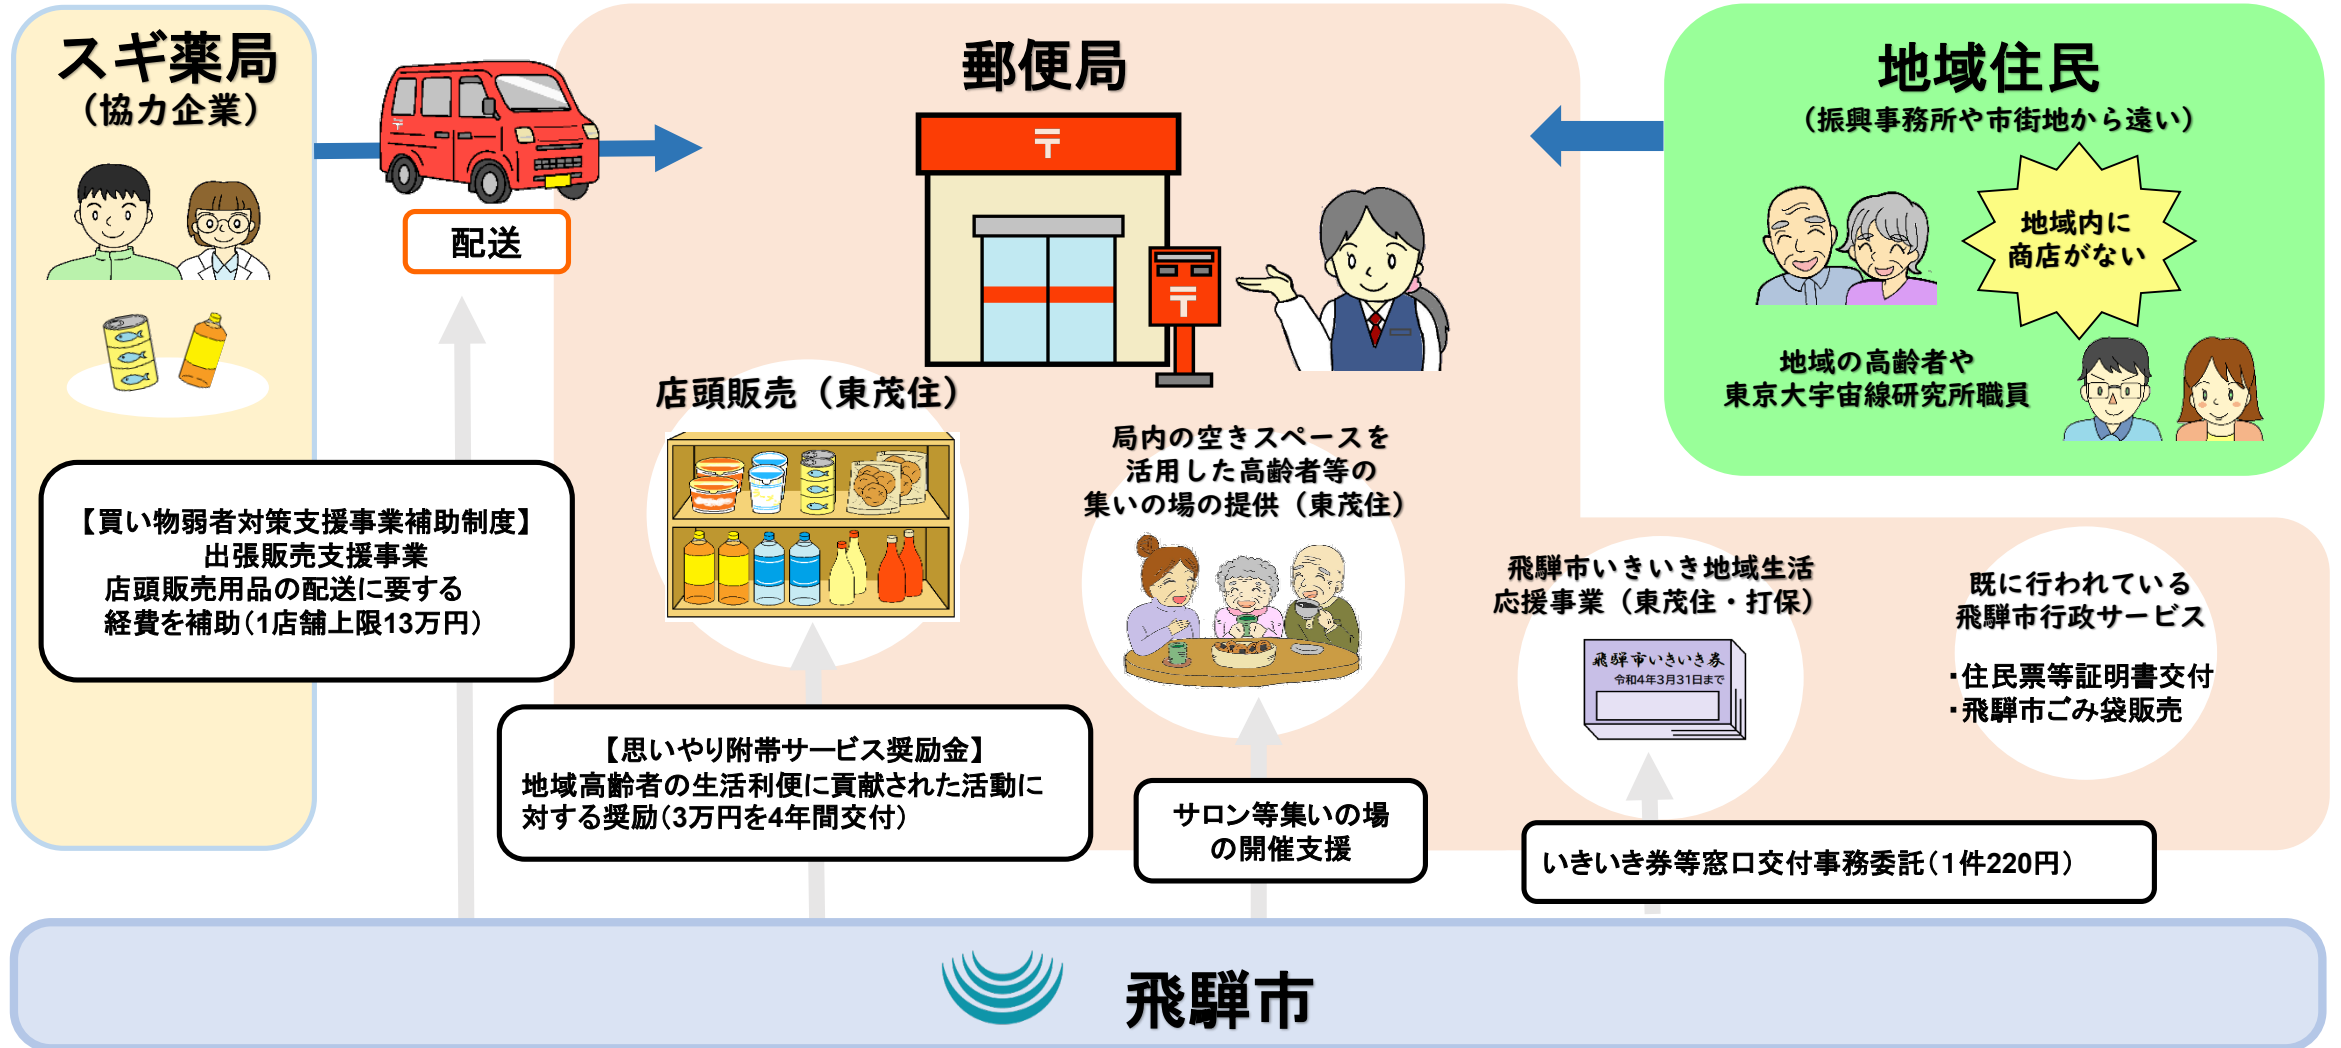 スギ薬局
（協力企業）
配送
郵便局
地域住民
（振興事務所や市街地から遠い）
地域内に
商店がない
地域の高齢者や
東京大宇宙線研究所職員
店頭販売（東茂住）
局内の空きスペースを
活用した高齢者等の
集いの場の提供（東茂住）
飛騨市いきいき地域生活
応援事業（東茂住・打保）
飛騨市いきいき券
令和4年3月31日まで
既に行われている
飛騨市行政サービス
・住民票等証明書交付
・飛騨市ごみ袋販売
【買い物弱者対策支援事業補助制度】
出張販売支援事業
店頭販売用品の配送に要する
経費を補助（1店舗上限13万円）
【思いやり附帯サービス奨励金】
地域高齢者の生活利便に貢献された活動に
対する奨励（3万円を4年間交付）
サロン等集いの場
の開催支援
いきいき券等窓口交付事務委託（1件220円）
飛騨市